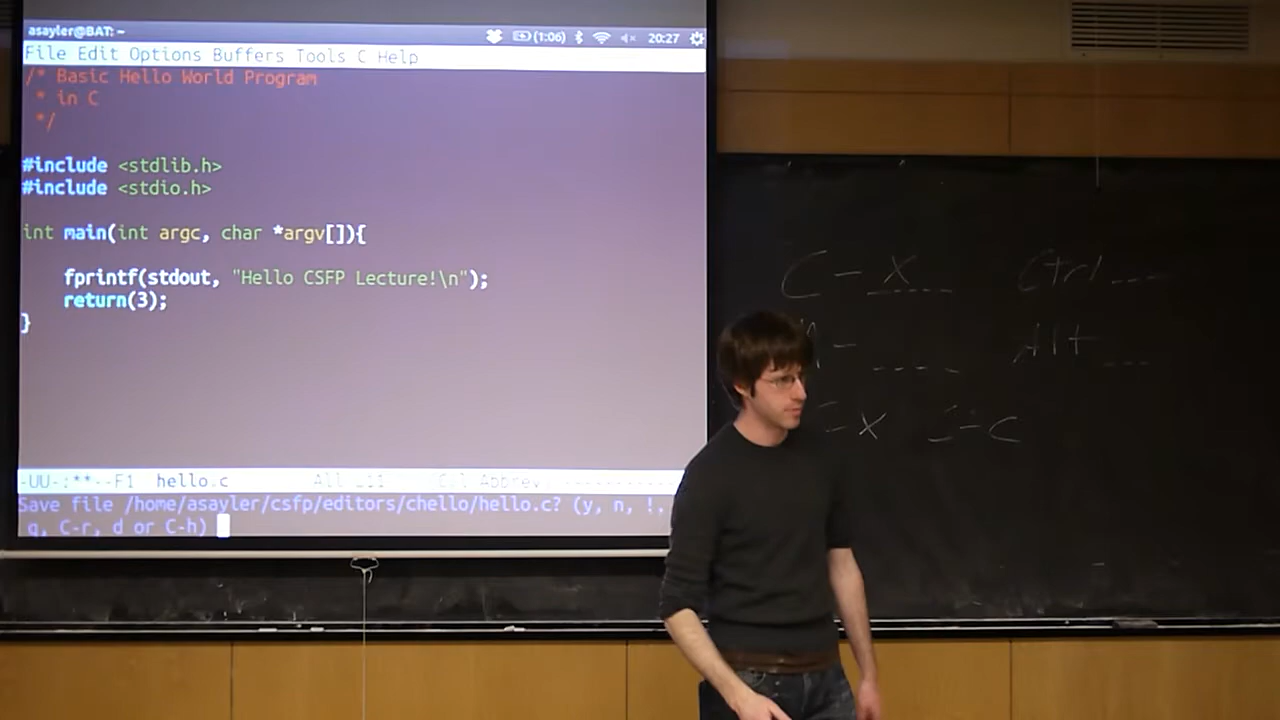 asayler@BAT: ~ (1:06) 20:27
File Edit Options Buffers Tools C Help
/* Basic Hello World Program
 * in C
 */
#include <stdlib.h>
#include <stdio.h>
int main(int argc, char *argv[]){
    fprintf(stdout, "Hello CSFP Lecture!\n");
    return(3);
}
-UU-:**--F1 hello.c All
Save file /home/asayler/csfp/editors/chello/hello.c? (y, n, !,
q, C-r, d or C-h)
C - X Ctrl
Alt
x C-C